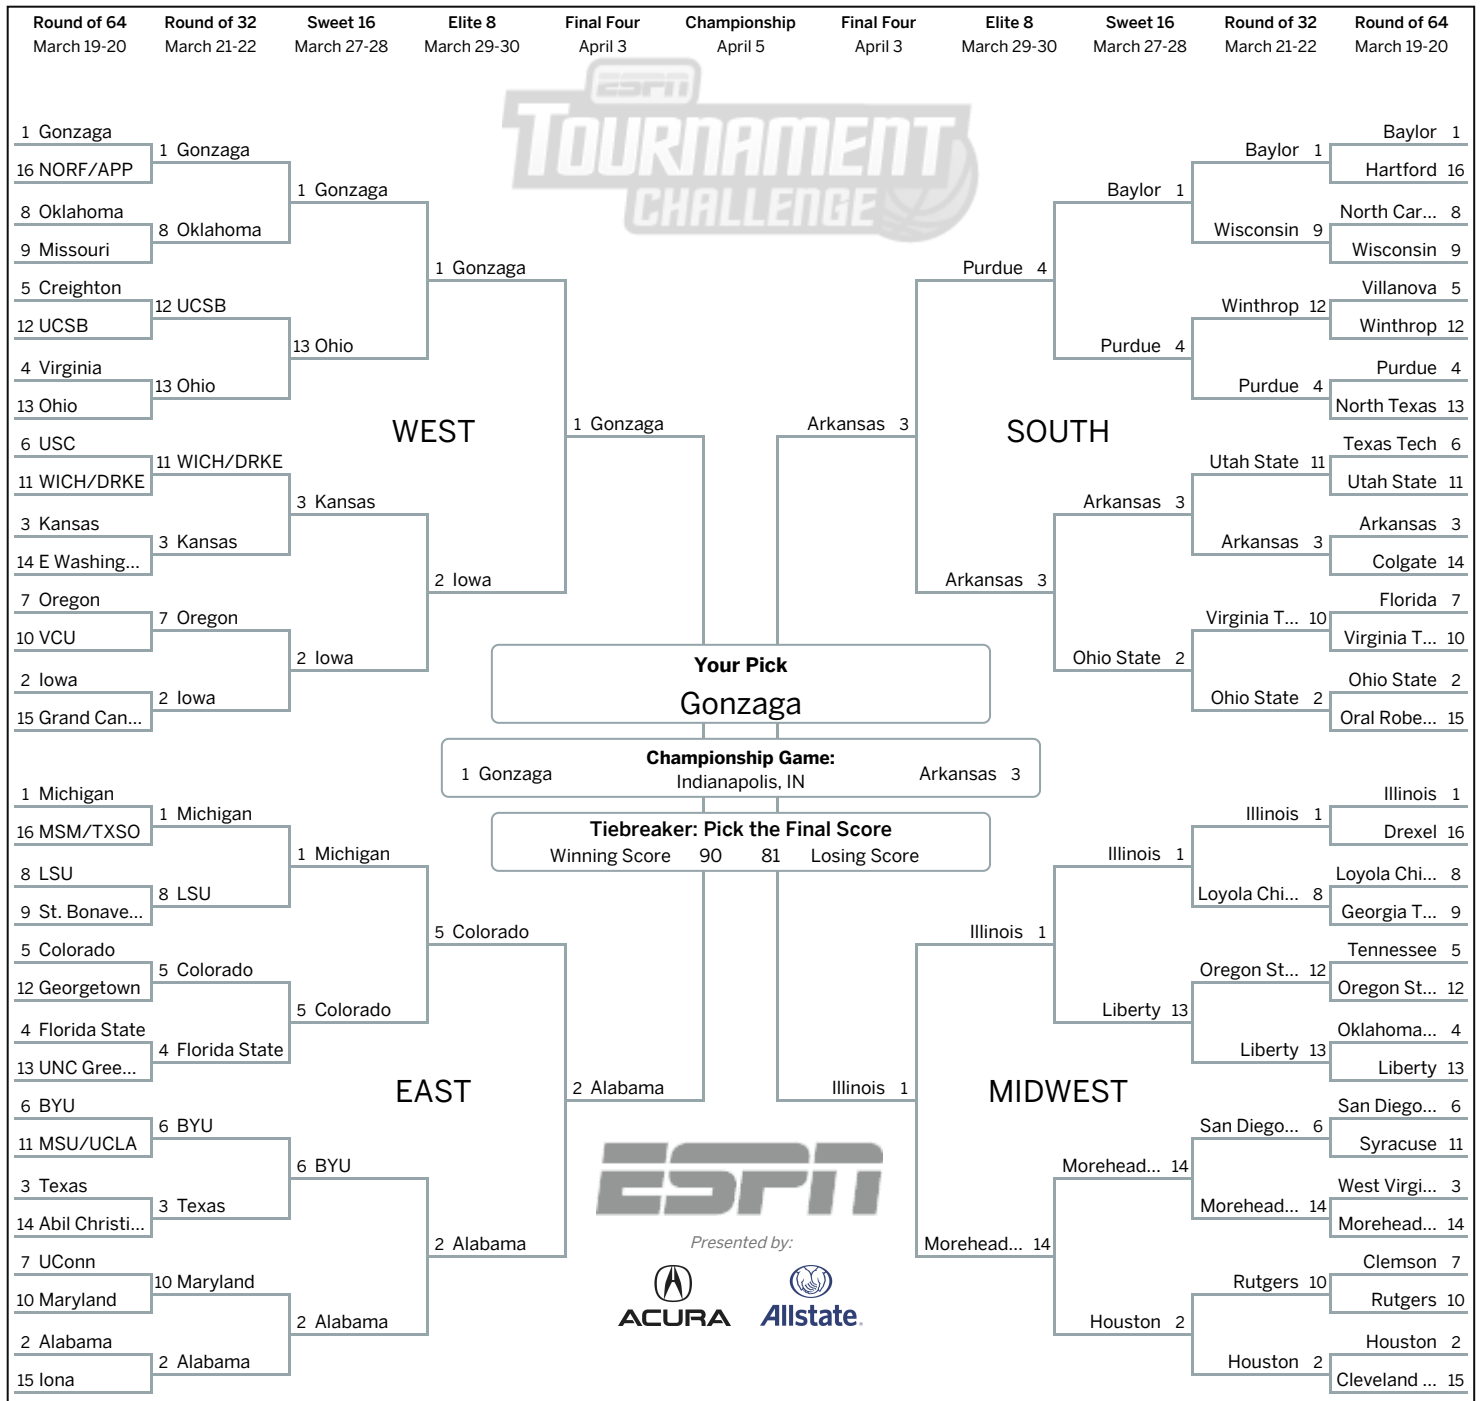 Round of 64 Round of 32 Sweet 16 Elite 8 Final Four Championship Final Four Elite 8 Sweet 16 Round of 32 Round of 64
March 19-20 March 21-22 March 27-28 March 29-30 April 3 April 5 April 3 March 29-30 March 27-28 March 21-22 March 19-20
ESPN
TOURNAMENT
CHALLENGE
1 Gonzaga
16 NORF/APP
8 Oklahoma
9 Missouri
5 Creighton
12 UCSB
4 Virginia
13 Ohio
6 USC
11 WICH/DRKE
3 Kansas
14 E Washing...
7 Oregon
10 VCU
2 Iowa
15 Grand Can...
1 Gonzaga
8 Oklahoma
12 UCSB
13 Ohio
11 WICH/DRKE
3 Kansas
7 Oregon
2 Iowa
1 Gonzaga
13 Ohio
3 Kansas
2 Iowa
1 Gonzaga
2 Iowa
WEST
1 Gonzaga
Baylor 1
Hartford 16
North Car... 8
Wisconsin 9
Villanova 5
Winthrop 12
Purdue 4
North Texas 13
Texas Tech 6
Utah State 11
Arkansas 3
Colgate 14
Florida 7
Virginia T... 10
Ohio State 2
Oral Robe... 15
Baylor 1
Wisconsin 9
Winthrop 12
Purdue 4
Utah State 11
Arkansas 3
Virginia T... 10
Ohio State 2
Baylor 1
Purdue 4
Arkansas 3
Ohio State 2
Purdue 4
Arkansas 3
SOUTH
Arkansas 3
Your Pick
Gonzaga
Championship Game:
1 Gonzaga Indianapolis, IN Arkansas 3
Tiebreaker: Pick the Final Score
Winning Score 90 81 Losing Score
1 Michigan
16 MSM/TXSO
8 LSU
9 St. Bonave...
5 Colorado
12 Georgetown
4 Florida State
13 UNC Gree...
6 BYU
11 MSU/UCLA
3 Texas
14 Abil Christi...
7 UConn
10 Maryland
2 Alabama
15 Iona
1 Michigan
8 LSU
5 Colorado
4 Florida State
6 BYU
3 Texas
10 Maryland
2 Alabama
1 Michigan
5 Colorado
6 BYU
2 Alabama
5 Colorado
2 Alabama
EAST
2 Alabama
Illinois 1
Drexel 16
Loyola Chi... 8
Georgia T... 9
Tennessee 5
Oregon St... 12
Oklahoma... 4
Liberty 13
San Diego... 6
Syracuse 11
West Virgi... 3
Morehead... 14
Clemson 7
Rutgers 10
Houston 2
Cleveland ... 15
Illinois 1
Loyola Chi... 8
Oregon St... 12
Liberty 13
San Diego... 6
Morehead... 14
Rutgers 10
Houston 2
Illinois 1
Liberty 13
Morehead... 14
Houston 2
Illinois 1
Morehead... 14
MIDWEST
Illinois 1
ESPN
Presented by:
ACURA Allstate.